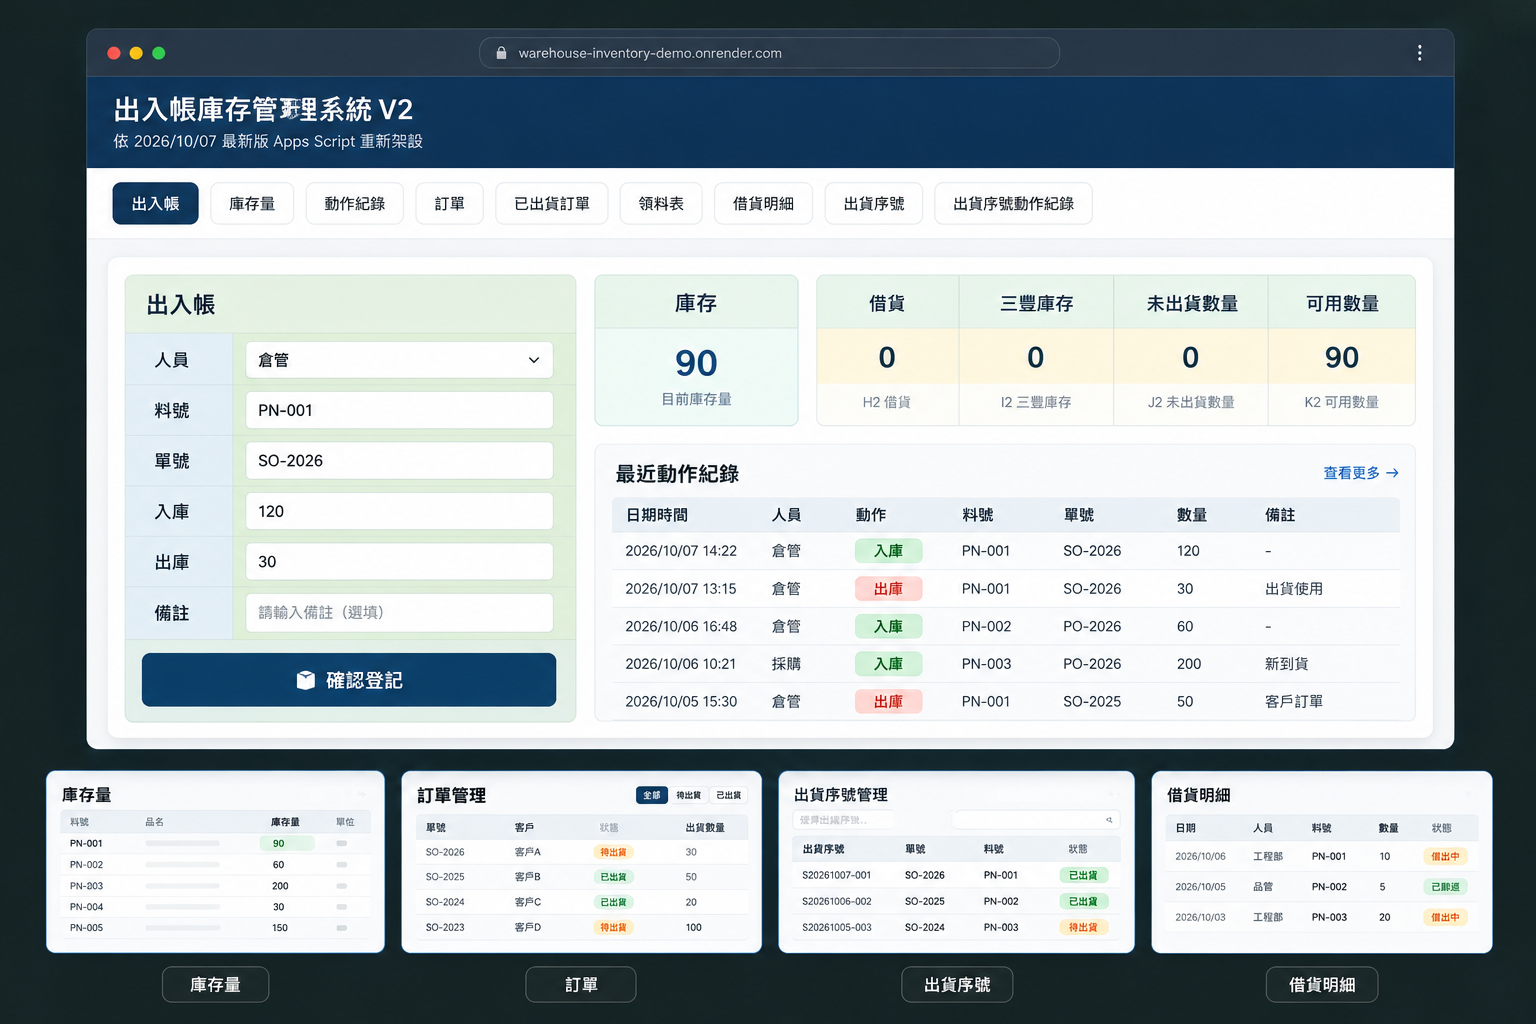 warehouse-inventory-demo.onrender.com
出入帳庫存管理系統 V2
依 2026/10/07 最新版 Apps Script 重新架設
出入帳 庫存量 動作紀錄 訂單 已出貨訂單 領料表 借貨明細 出貨序號 出貨序號動作紀錄
出入帳
人員 倉管
料號 PN-001
單號 SO-2026
入庫 120
出庫 30
備註 請輸入備註（選填）
確認登記
庫存
90
目前庫存量
借貨 三豐庫存 未出貨數量 可用數量
0 0 0 90
H2 借貨 I2 三豐庫存 J2 未出貨數量 K2 可用數量
最近動作紀錄 查看更多 →
日期時間 人員 動作 料號 單號 數量 備註
2026/10/07 14:22 倉管 入庫 PN-001 SO-2026 120 -
2026/10/07 13:15 倉管 出庫 PN-001 SO-2026 30 出貨使用
2026/10/06 16:48 倉管 入庫 PN-002 PO-2026 60 -
2026/10/06 10:21 採購 入庫 PN-003 PO-2026 200 新到貨
2026/10/05 15:30 倉管 出庫 PN-001 SO-2025 50 客戶訂單
庫存量
料號 品名 庫存量 單位
PN-001 90
PN-002 60
PN-803 200
PN-004 30
PN-005 150
庫存量
訂單管理 全部 待出貨 已出貨
單號 客戶 狀態 出貨數量
SO-2026 客戶A 待出貨 30
SO-2025 客戶B 已出貨 50
SO-2024 客戶C 已出貨 20
SO-2023 客戶D 待出貨 100
訂單
出貨序號管理
出貨序號 單號 料號 狀態
S20261007-001 SO-2026 PN-001 已出貨
S20261006-002 SO-2025 PN-002 已出貨
S20261005-003 SO-2024 PN-003 待出貨
出貨序號
借貨明細
日期 人員 料號 數量 狀態
2026/10/06 工程部 PN-001 10 借出中
2026/10/05 品管 PN-002 5
2026/10/03 工程部 PN-003 20 借出中
借貨明細